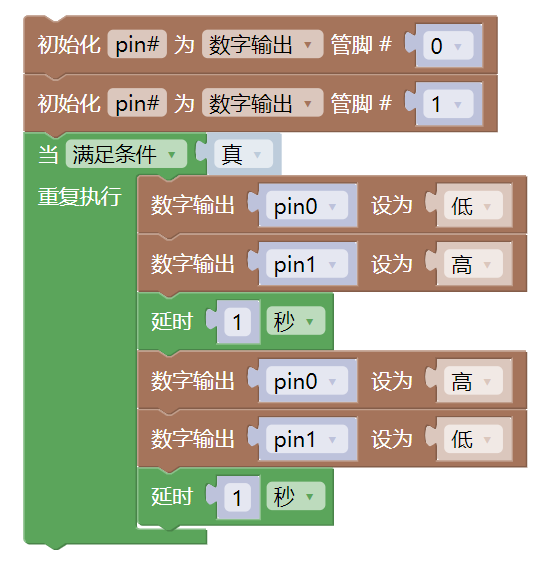 初始化 pin# 为 数字输出 管脚 # 0
初始化 pin# 为 数字输出 管脚 # 1
当 满足条件 真
重复执行
数字输出 pin0 设为 低
数字输出 pin1 设为 高
延时 1 秒
数字输出 pin0 设为 高
数字输出 pin1 设为 低
延时 1 秒